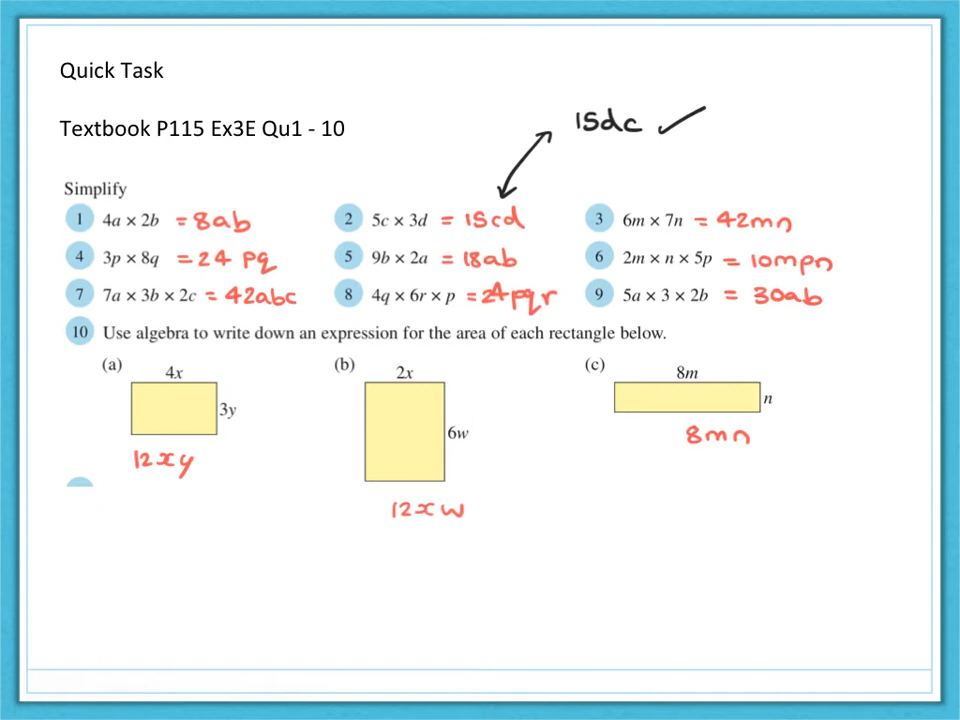 Quick Task
Textbook P115 Ex3E Qu1 - 10
15dc ✓
Simplify
1 4a × 2b = 8ab 2 5c × 3d = 15cd 3 6m × 7n = 42mn
4 3p × 8q = 24 pq 5 9b × 2a = 18ab 6 2m × n × 5p = 10mpn
7 7a × 3b × 2c = 42abc 8 4q × 6r × p = 24pqr 9 5a × 3 × 2b = 30ab
10 Use algebra to write down an expression for the area of each rectangle below.
(a) 4x (b) 2x (c) 8m
3y 6w n
12xy 12xw 8mn